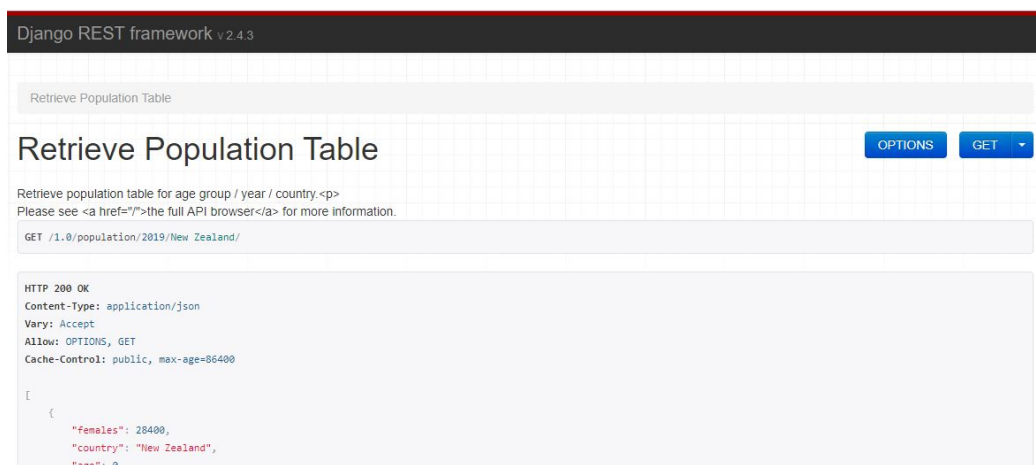 Django REST framework v 2.4.3
Retrieve Population Table
Retrieve Population Table
OPTIONS GET
Retrieve population table for age group / year / country.<p>
Please see <a href="/">the full API browser</a> for more information.
GET /1.0/population/2019/New Zealand/
HTTP 200 OK
Content-Type: application/json
Vary: Accept
Allow: OPTIONS, GET
Cache-Control: public, max-age=86400
[
{
"females": 28400,
"country": "New Zealand",
"age": 0